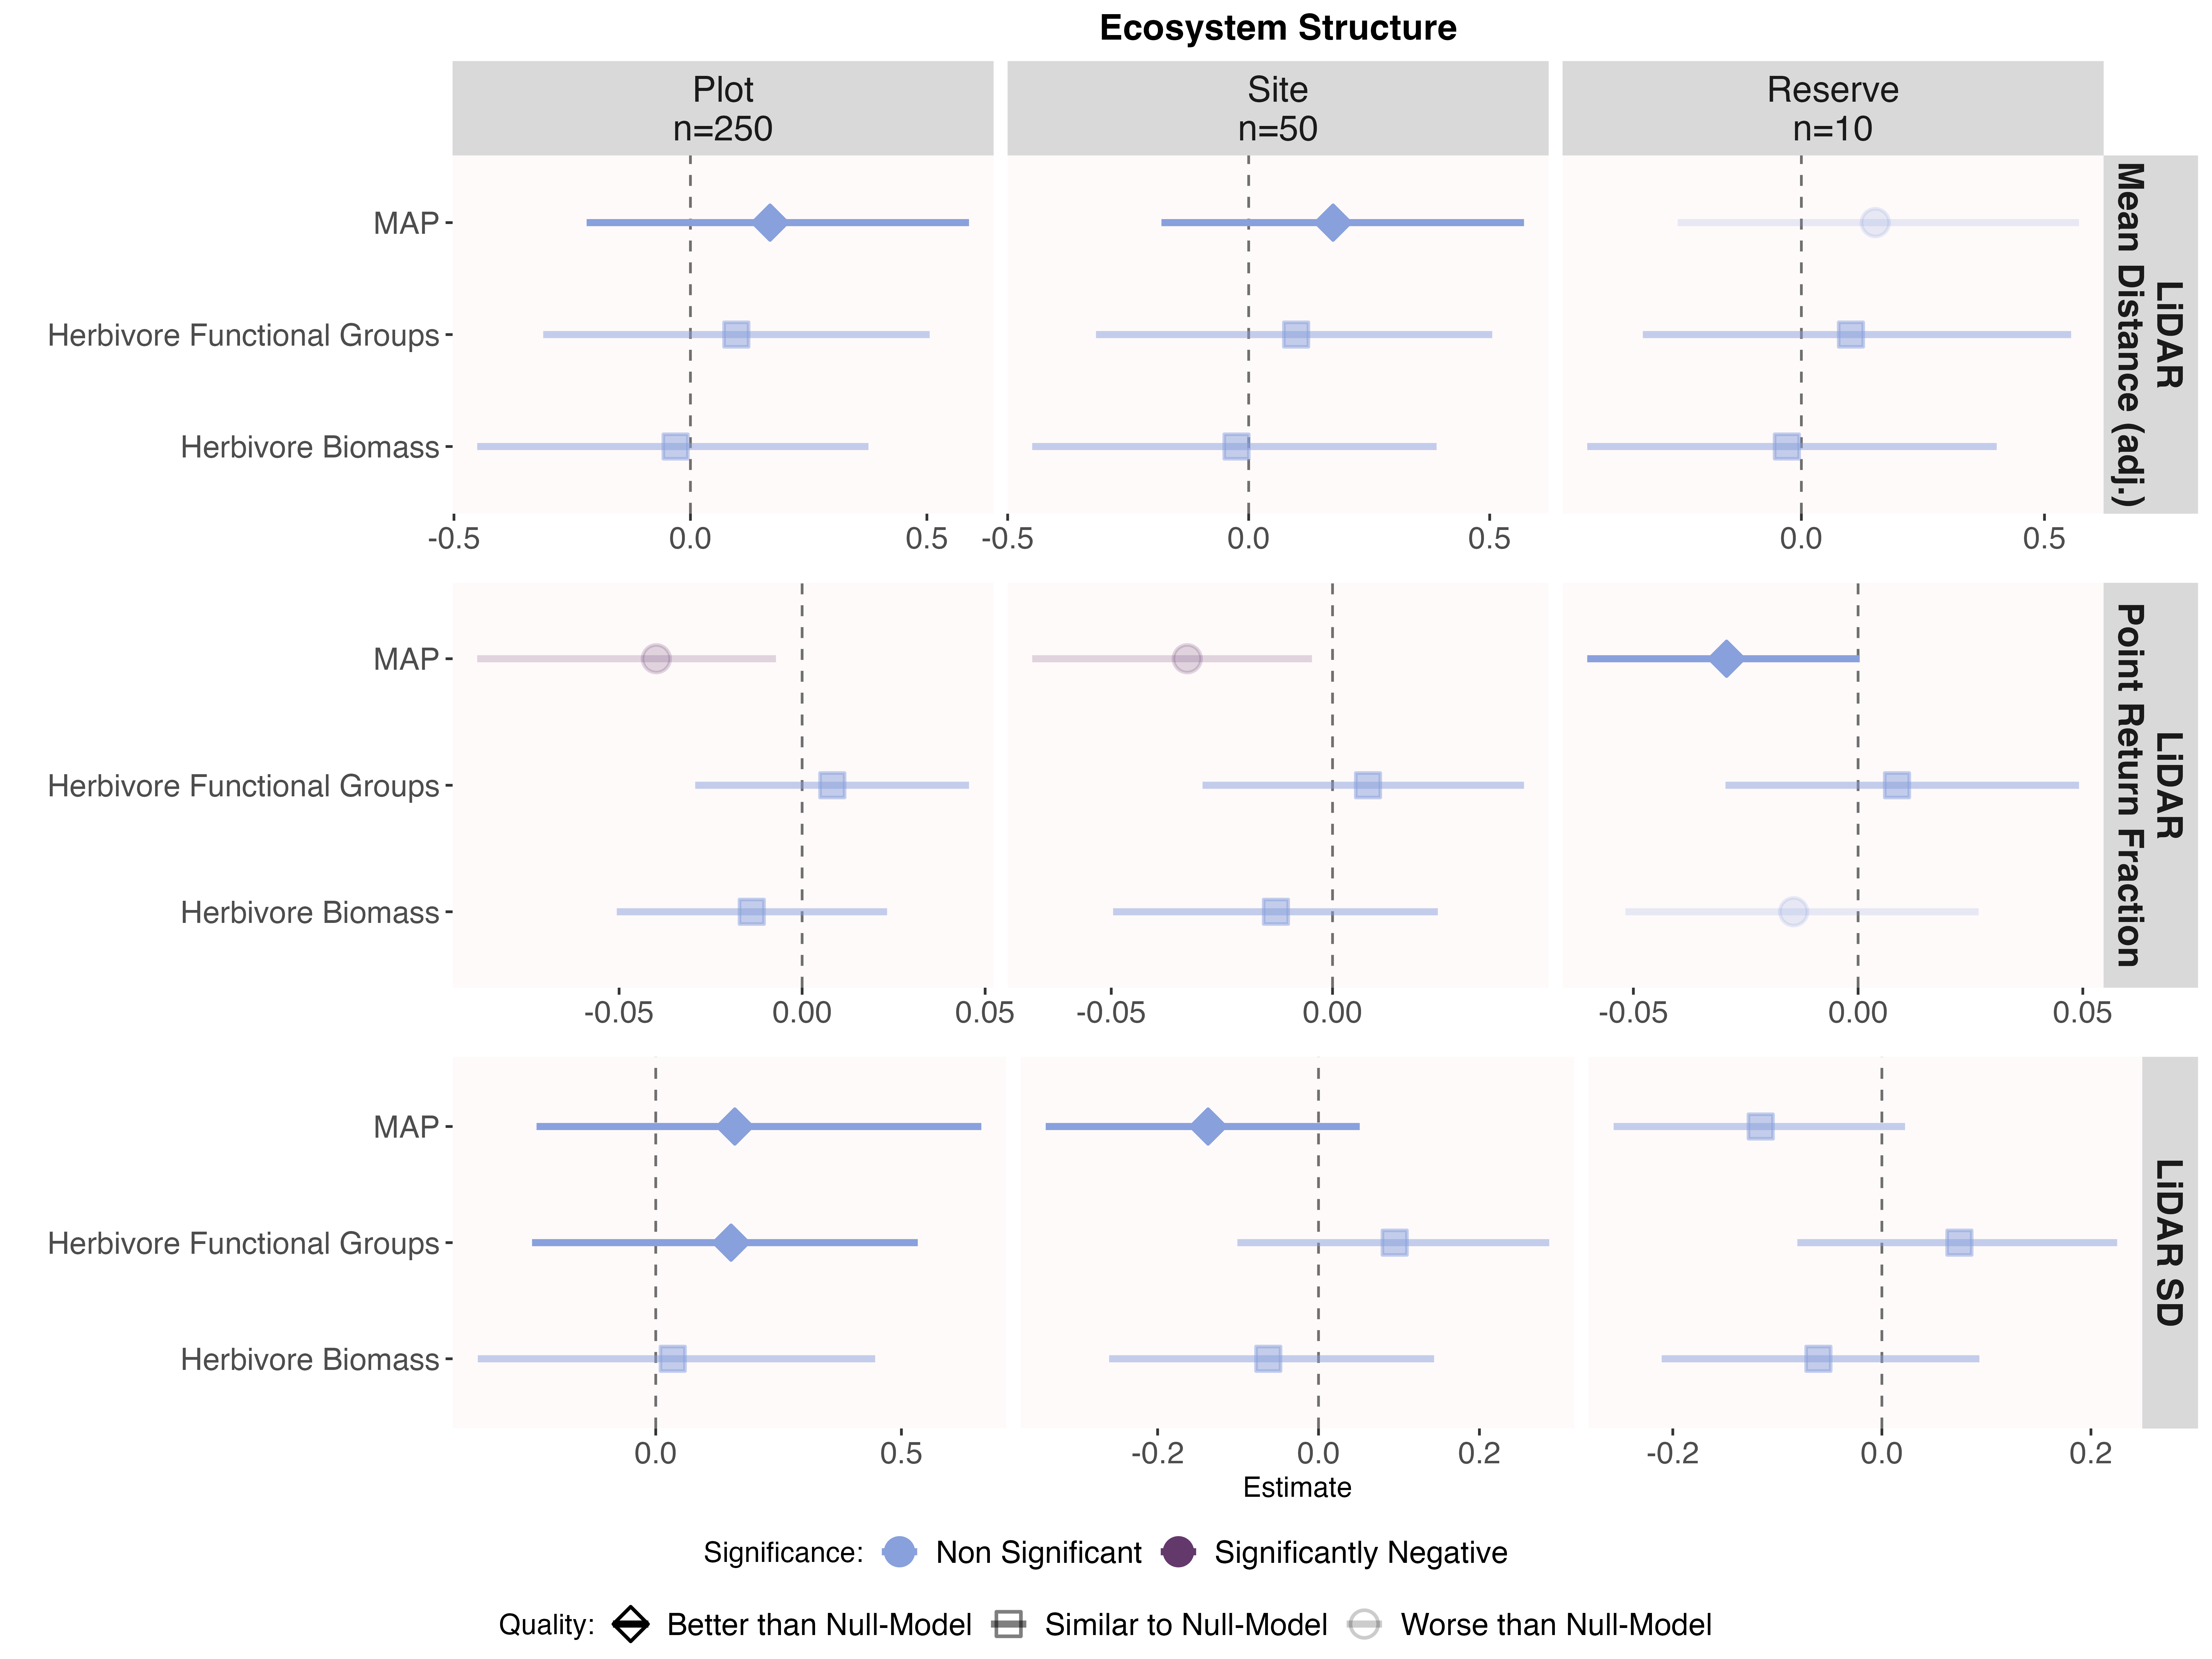 Ecosystem Structure
Plot
n=250
Site
n=50
Reserve
n=10
MAP
Herbivore Functional Groups
Herbivore Biomass
LiDAR
Mean Distance (adj.)
-0.5 0.0 0.5 -0.5 0.0 0.5 0.0 0.5
MAP
Herbivore Functional Groups
Herbivore Biomass
LiDAR
Point Return Fraction
-0.05 0.00 0.05 -0.05 0.00 -0.05 0.00 0.05
MAP
Herbivore Functional Groups
Herbivore Biomass
LiDAR SD
0.0 0.5 -0.2 0.0 0.2 -0.2 0.0 0.2
Estimate
Significance: Non Significant Significantly Negative
Quality: Better than Null-Model Similar to Null-Model Worse than Null-Model